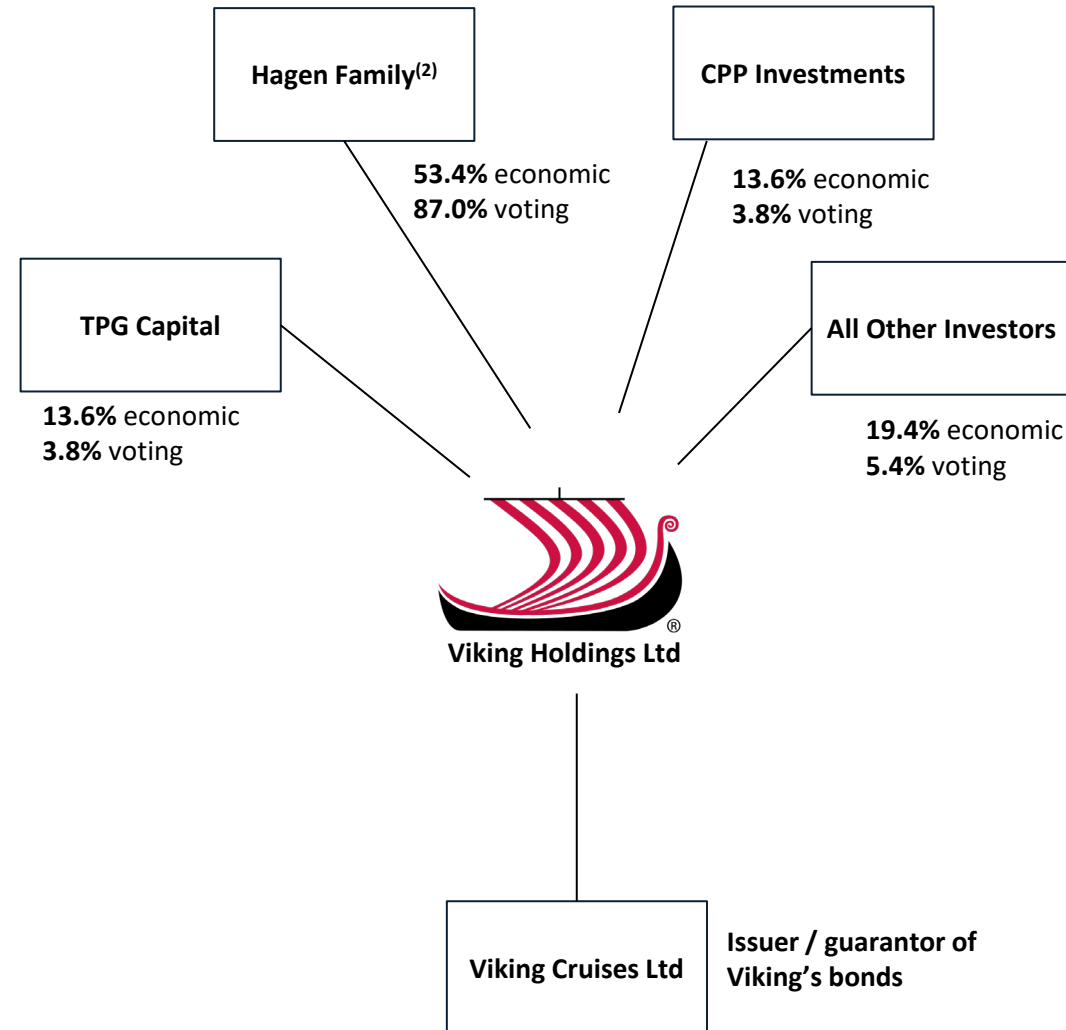 Hagen Family(2)
CPP Investments
53.4% economic
87.0% voting
13.6% economic
3.8% voting
TPG Capital
All Other Investors
13.6% economic
3.8% voting
19.4% economic
5.4% voting
®
Viking Holdings Ltd
Viking Cruises Ltd
Issuer / guarantor of
Viking’s bonds